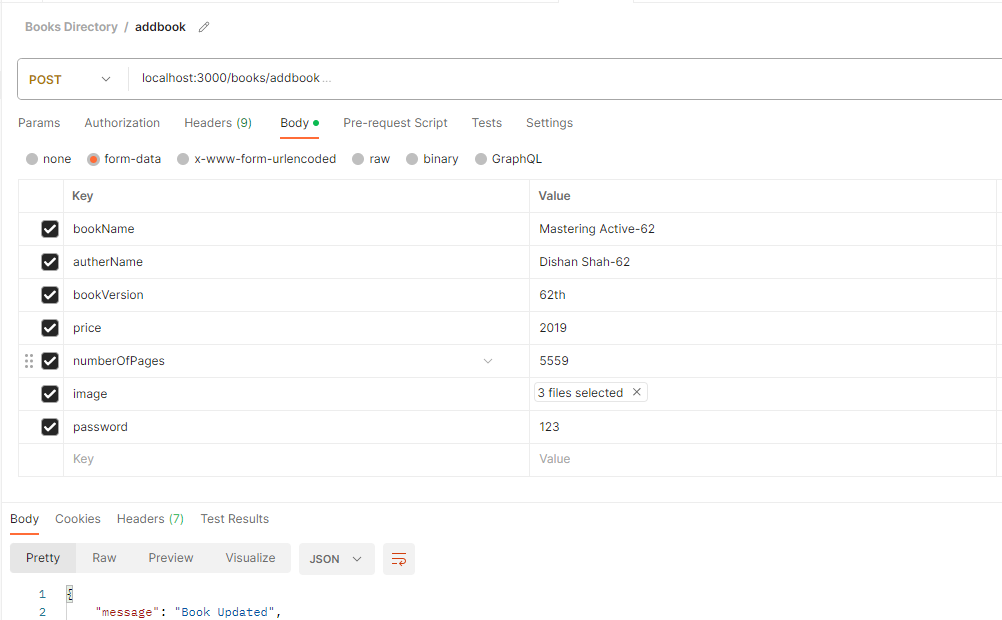 Books Directory / addbook
POST localhost:3000/books/addbook ...
Params Authorization Headers (9) Body Pre-request Script Tests Settings
none form-data x-www-form-urlencoded raw binary GraphQL
Key Value
bookName Mastering Active-62
autherName Dishan Shah-62
bookVersion 62th
price 2019
numberOfPages 5559
image 3 files selected
password 123
Key Value
Body Cookies Headers (7) Test Results
Pretty Raw Preview Visualize JSON
1 {
2 "message": "Book Updated",